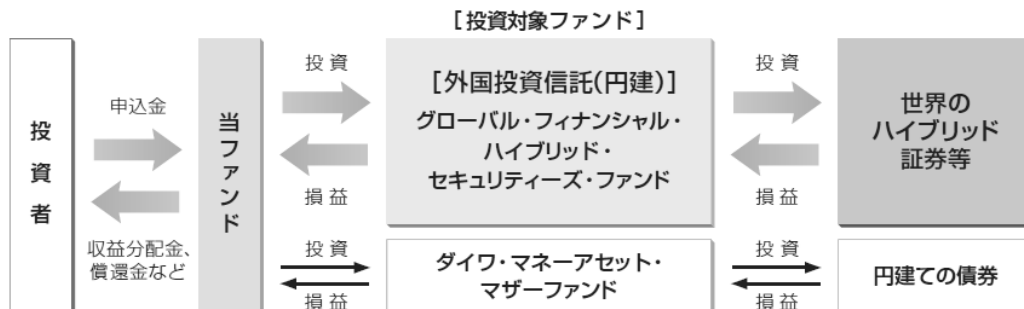 [投資対象ファンド]
投資者
申込金
収益分配金、
償還金など
当ファンド
投資
損益
[外国投資信託(円建)]
グローバル・フィナンシャル・
ハイブリッド・
セキュリティーズ・ファンド
投資
損益
世界の
ハイブリッド
証券等
投資
損益
ダイワ・マネーアセット・
マザーファンド
投資
損益
円建ての債券